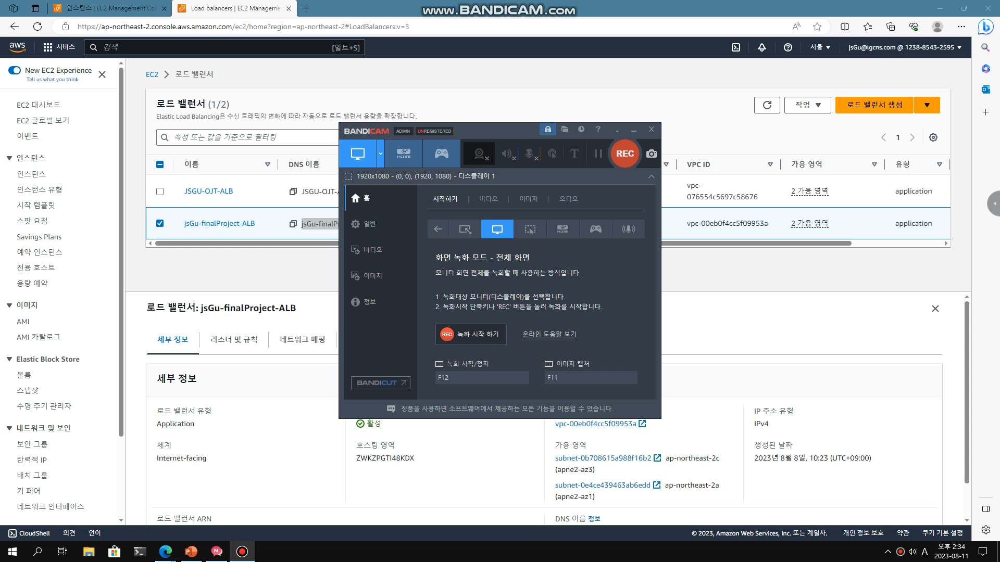 인스턴스 | EC2 Management Con
Load balancers | EC2 Manageme
www.BANDICAM.com
https://ap-northeast-2.console.aws.amazon.com/ec2/home?region=ap-northeast-2#LoadBalancers:v=3
aws
서비스
검색
[알트+S]
서울
jsGu@lgcns.com @ 1238-8543-2595
New EC2 Experience
Tell us what you think
EC2 대시보드
EC2 글로벌 보기
이벤트
인스턴스
인스턴스
인스턴스 유형
시작 템플릿
스팟 요청
Savings Plans
예약 인스턴스
전용 호스트
용량 예약
이미지
AMI
AMI 카탈로그
Elastic Block Store
볼륨
스냅샷
수명 주기 관리자
네트워크 및 보안
보안 그룹
탄력적 IP
배치 그룹
키 페어
네트워크 인터페이스
EC2
로드 밸런서
로드 밸런서 (1/2)
Elastic Load Balancing은 수신 트래픽의 변화에 따라 자동으로 로드 밸런서 용량을 확장합니다.
작업
로드 밸런서 생성
속성 또는 값을 기준으로 필터링
1
이름
DNS 이름
VPC ID
가용 영역
유형
JSGU-OJT-ALB
JSGU-OJT-A
vpc-
076554c5697c58676
2 가용 영역
application
jsGu-finalProject-ALB
jsGu-finalP
vpc-00eb0f4cc5f09953a
2 가용 영역
application
BANDICAM
ADMIN
UNREGISTERED
HDMI
REC
1920x1080 - (0, 0), (1920, 1080) - 디스플레이 1
홈
일반
비디오
이미지
정보
BANDICUT
시작하기
비디오
이미지
오디오
HDMI
화면 녹화 모드 - 전체 화면
모니터 화면 전체를 녹화할 때 사용하는 방식입니다.
1. 녹화대상 모니터(디스플레이)를 선택합니다.
2. 녹화시작 단축키나 'REC' 버튼을 눌러 녹화를 시작합니다.
REC
녹화 시작 하기
온라인 도움말 보기
녹화 시작/정지
이미지 캡처
F12
F11
정품을 사용하면 소프트웨어에서 제공하는 모든 기능을 이용할 수 있습니다.
로드 밸런서: jsGu-finalProject-ALB
세부 정보
리스너 및 규칙
네트워크 매핑
세부 정보
로드 밸런서 유형
Application
활성
vpc-00eb0f4cc5f09953a
IP 주소 유형
IPv4
체계
Internet-facing
호스팅 영역
ZWKZPGTI48KDX
가용 영역
subnet-0b708615a988f16b2 ap-northeast-2c
(apne2-az3)
subnet-0e4ce439463ab6edd ap-northeast-2a
(apne2-az1)
생성된 날짜
2023년 8월 8일, 10:23 (UTC+09:00)
로드 밸런서 ARN
DNS 이름 정보
CloudShell
의견
언어
© 2023, Amazon Web Services, Inc. 또는 계열사.
개인 정보 보호
약관
쿠키 기본 설정
A
오후 2:34
2023-08-11